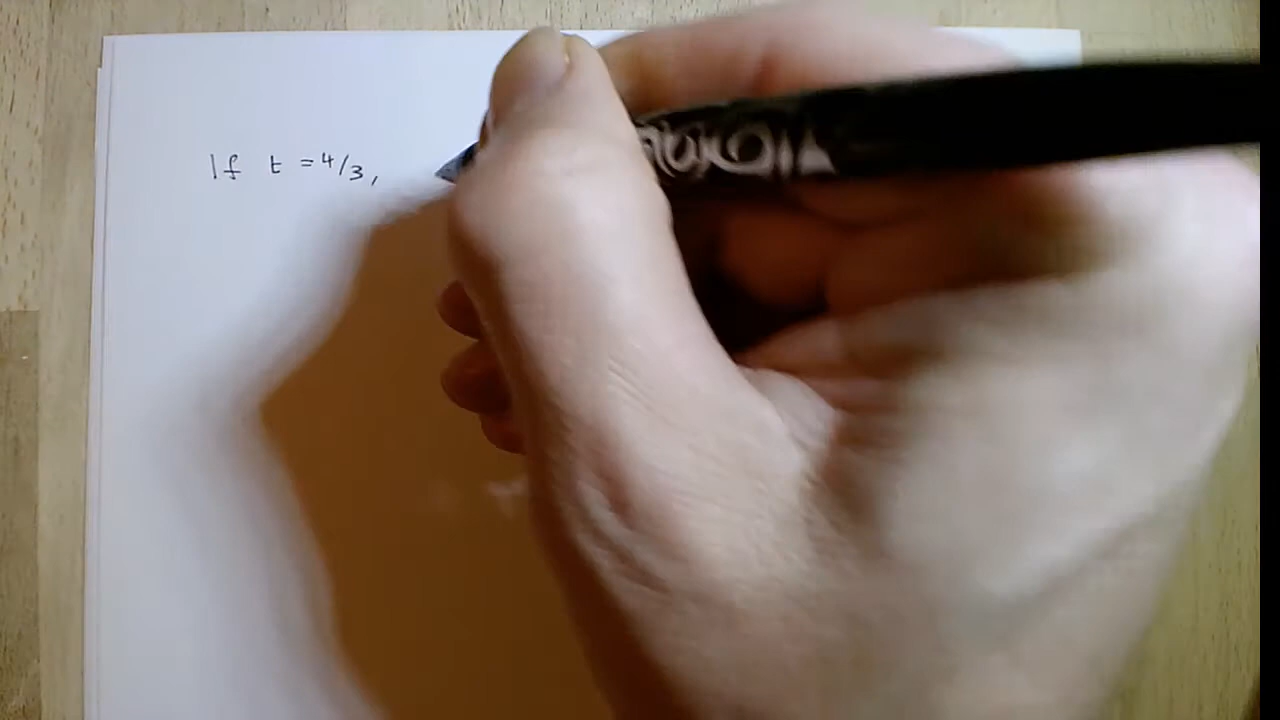 If t = 4/3,